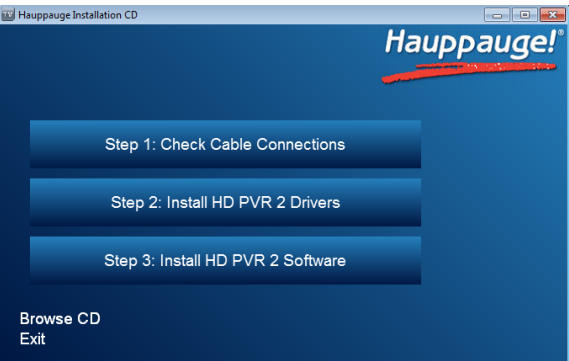 TV Hauppauge Installation CD
Hauppauge!®
Step 1: Check Cable Connections
Step 2: Install HD PVR 2 Drivers
Step 3: Install HD PVR 2 Software
Browse CD
Exit